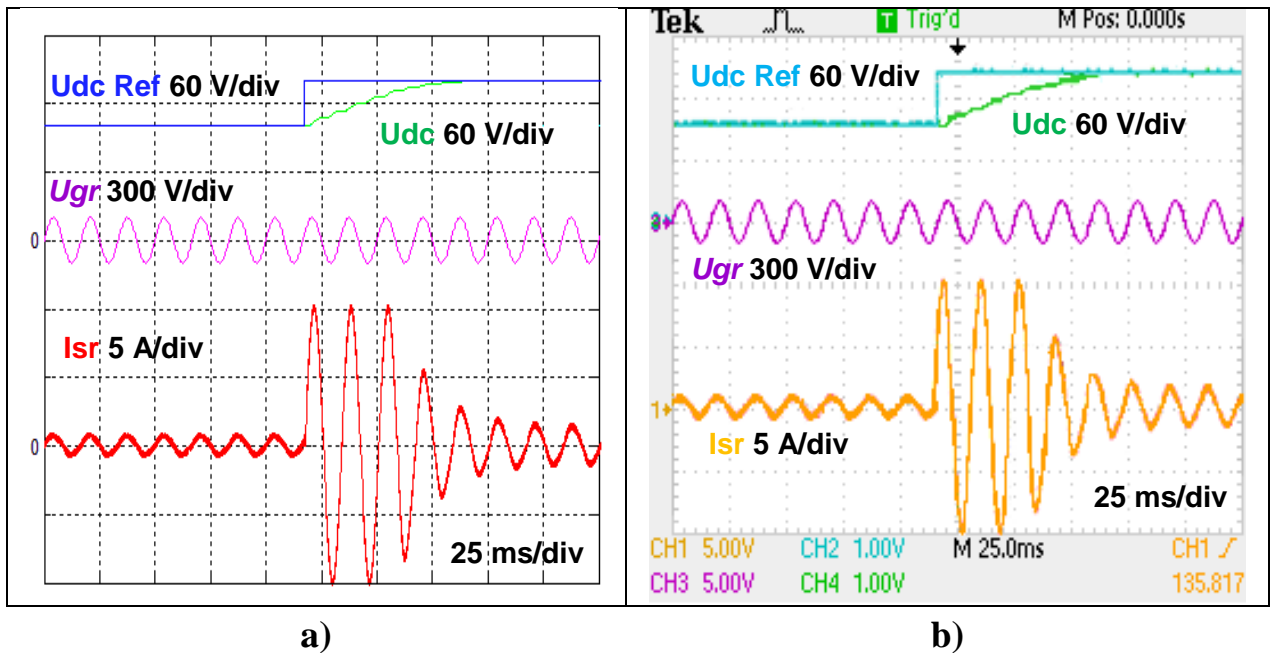 Udc Ref 60 V/div
Udc 60 V/div
Ugr 300 V/div
0
Isr 5 A/div
0
25 ms/div
a)
Tek
T Trig'd
M Pos: 0.000s
Udc Ref 60 V/div
Udc 60 V/div
Ugr 300 V/div
1
Isr 5 A/div
25 ms/div
CH1 5.00V CH2 1.00V M 25.0ms CH1
CH3 5.00V CH4 1.00V 135.817
b)